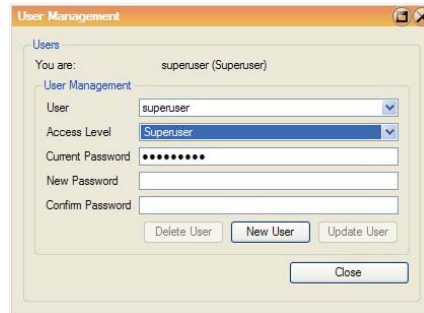 User Management
Users
You are: superuser (Superuser)
User Management
User superuser
Access Level Superuser
Current Password •••••••••
New Password
Confirm Password
Delete User New User Update User
Close